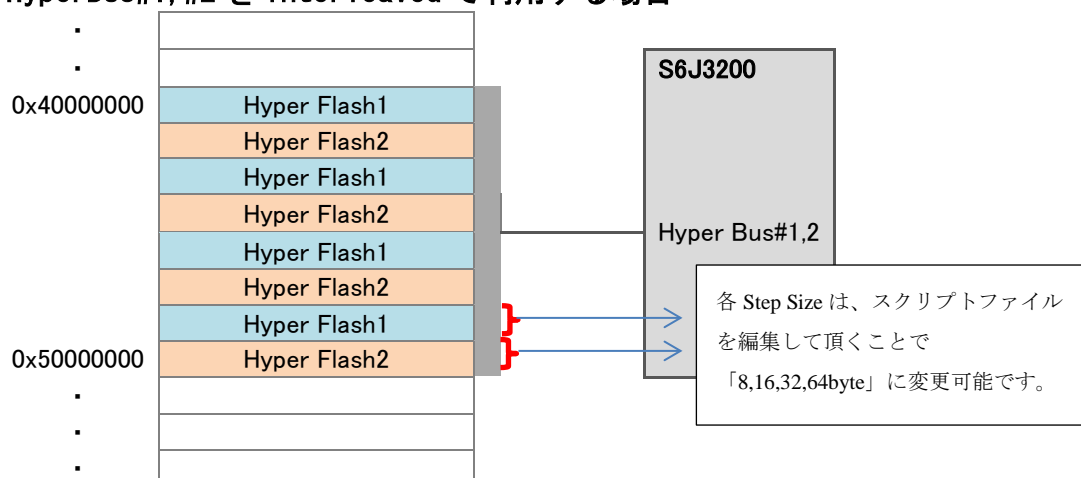 ・
・
S6J3200
0x40000000
Hyper Flash1
Hyper Flash2
Hyper Flash1
Hyper Flash2
Hyper Bus#1,2
Hyper Flash1
Hyper Flash2
Hyper Flash1
0x50000000
Hyper Flash2
各 Step Size は、スクリプトファイル
を編集して頂くことで
「8,16,32,64byte」に変更可能です。
・
・
・